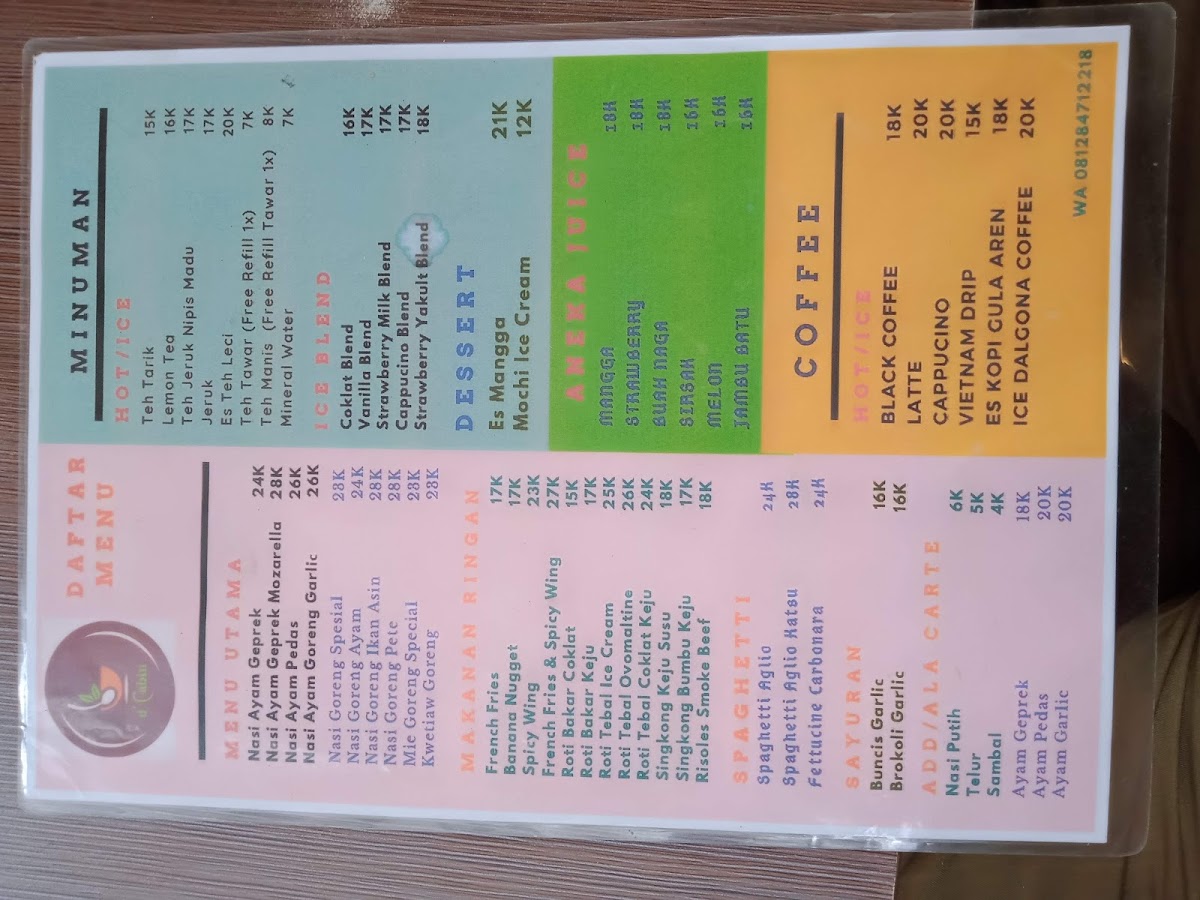 d'Cabin
DAFTAR
MENU
MENU UTAMA
Nasi Ayam Geprek 24K
Nasi Ayam Geprek Mozarella 28K
Nasi Ayam Pedas 26K
Nasi Ayam Goreng Garlic 26K
Nasi Goreng Spesial 23K
Nasi Goreng Ayam 24K
Nasi Goreng Ikan Asin 28K
Nasi Goreng Pete 28K
Mie Goreng Special 23K
Kwetiaw Goreng 23K
MAKANAN RINGAN
French Fries 17K
Banana Nugget 17K
Spicy Wing 23K
French Fries & Spicy Wing 27K
Roti Bakar Coklat 15K
Roti Bakar Keju 17K
Roti Tebal Ice Cream 25K
Roti Tebal Ovomaltine 26K
Roti Tebal Coklat Keju 24K
Singkong Keju Susu 18K
Singkong Bumbu Keju 17K
Risoles Smoke Beef 18K
SPAGHETTI
Spaghetti Aglio 24K
Spaghetti Aglio Katsu 28K
Fettucine Carbonara 24K
SAYURAN
Buncis Garlic 16K
Brokoli Garlic 16K
ADD/ALA CARTE
Nasi Putih 6K
Telur 5K
Sambal 4K
Ayam Geprek 18K
Ayam Pedas 20K
Ayam Garlic 20K
MINUMAN
HOT/ICE
Teh Tarik 15K
Lemon Tea 16K
Teh Jeruk Nipis Madu 17K
Jeruk 17K
Es Teh Leci 20K
Teh Tawar (Free Refill 1x) 7K
Teh Manis (Free Refill Tawar 1x) 8K
Mineral Water 7K
ICE BLEND
Coklat Blend 16K
Vanilla Blend 17K
Strawberry Milk Blend 17K
Cappucino Blend 17K
Strawberry Yakult Blend 18K
DESSERT
Es Mangga 21K
Mochi Ice Cream 12K
ANEKA JUICE
MANGGA 18K
STRAWBERRY 18K
BUAH NAGA 18K
SIRSAK 16K
MELON 16K
JAMBU BATU 16K
COFFEE
HOT/ICE
BLACK COFFEE 18K
LATTE 20K
CAPPUCINO 20K
VIETNAM DRIP 15K
ES KOPI GULA AREN 18K
ICE DALGONA COFFEE 20K
WA 081284712218